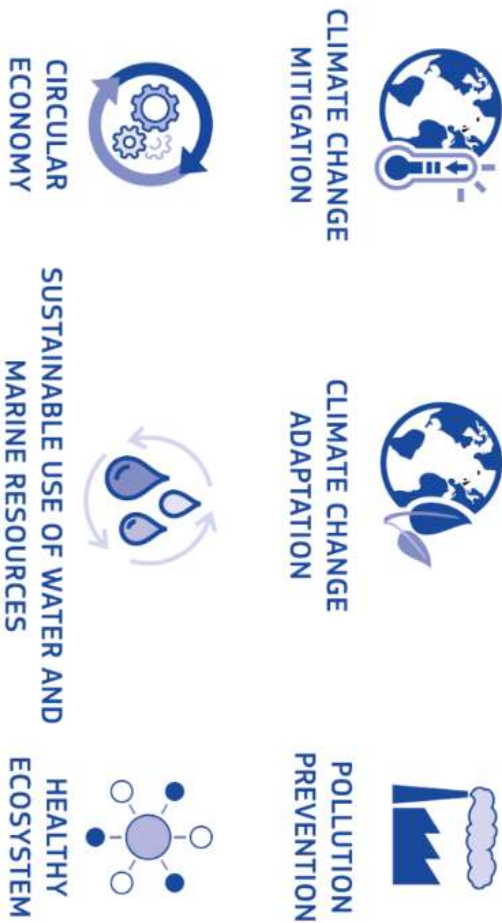 CLIMATE CHANGE
MITIGATION
CLIMATE CHANGE
ADAPTATION
POLLUTION
PREVENTION
CIRCULAR
ECONOMY
SUSTAINABLE USE OF WATER AND
MARINE RESOURCES
HEALTHY
ECOSYSTEM